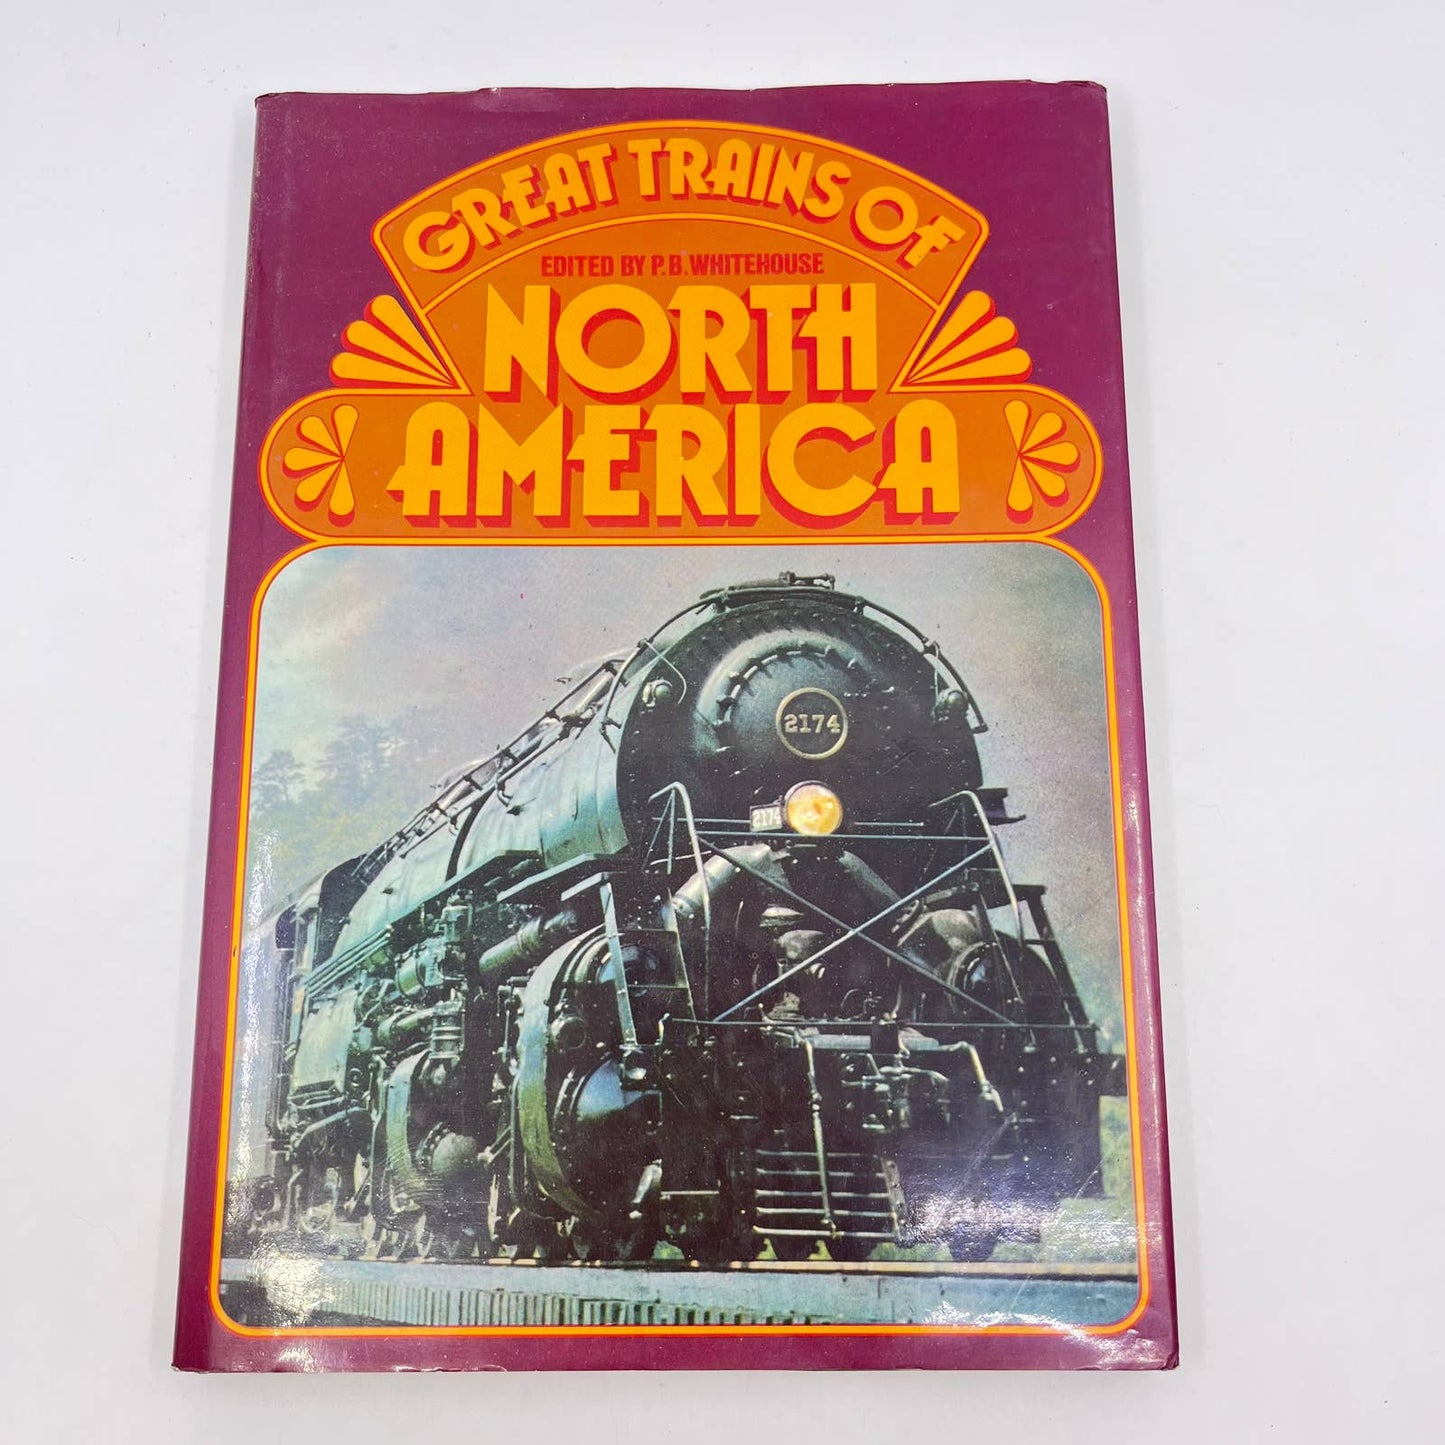 GREAT TRAINS OF
EDITED BY P.B. WHITEHOUSE
NORTH
AMERICA
2174
2174